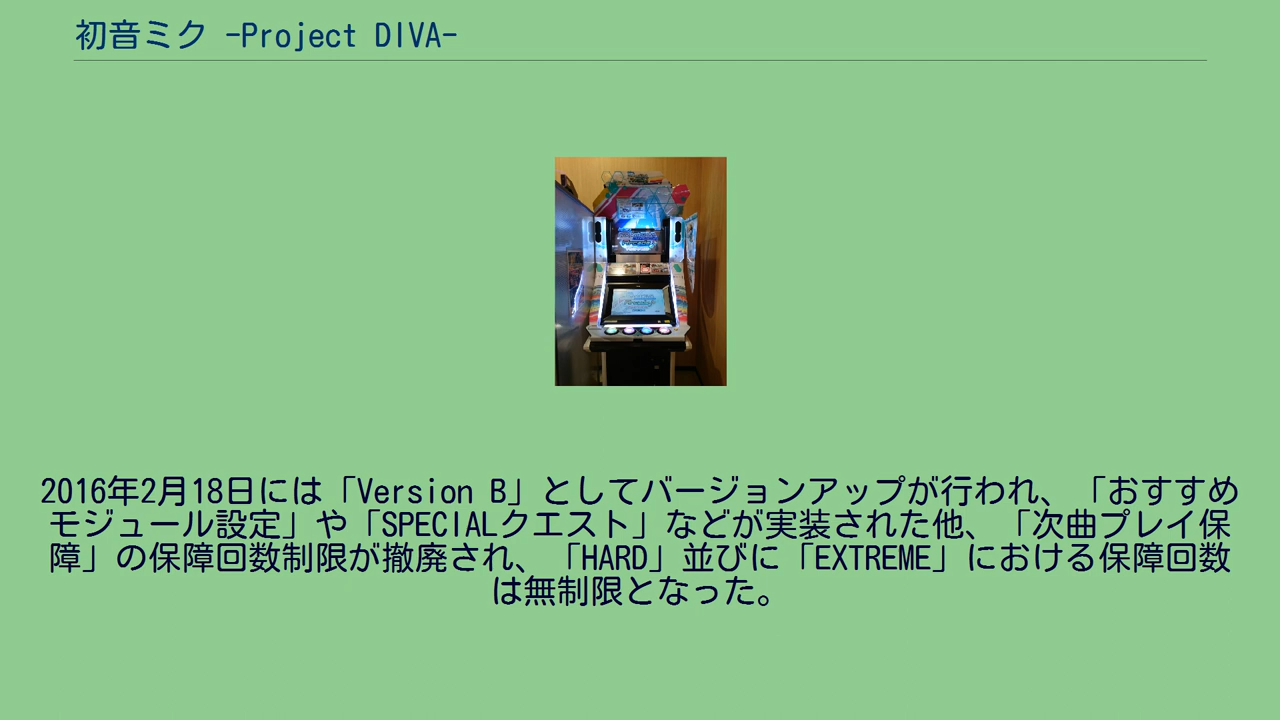 初音ミク -Project DIVA-
2016年2月18日には「Version B」としてバージョンアップが行われ、「おすすめ
モジュール設定」や「SPECIALクエスト」などが実装された他、「次曲プレイ保
障」の保障回数制限が撤廃され、「HARD」並びに「EXTREME」における保障回数
は無制限となった。